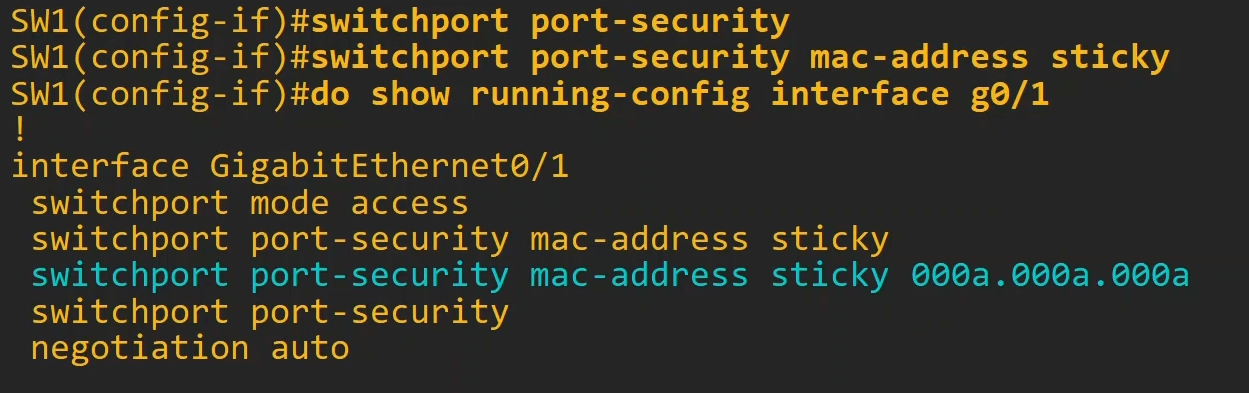 SW1(config-if)#switchport port-security
SW1(config-if)#switchport port-security mac-address sticky
SW1(config-if)#do show running-config interface g0/1
!
interface GigabitEthernet0/1
 switchport mode access
 switchport port-security mac-address sticky
 switchport port-security mac-address sticky 000a.000a.000a
 switchport port-security
 negotiation auto